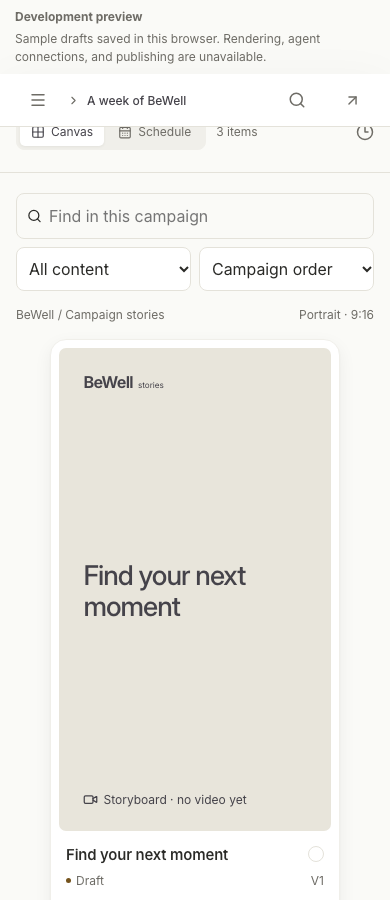 Development preview
Sample drafts saved in this browser. Rendering, agent
connections, and publishing are unavailable.
A week of BeWell
Canvas
Schedule
3 items
Find in this campaign
All content
Campaign order
BeWell / Campaign stories
Portrait · 9:16
BeWell stories
Find your next
moment
Storyboard · no video yet
Find your next moment
Draft
V1